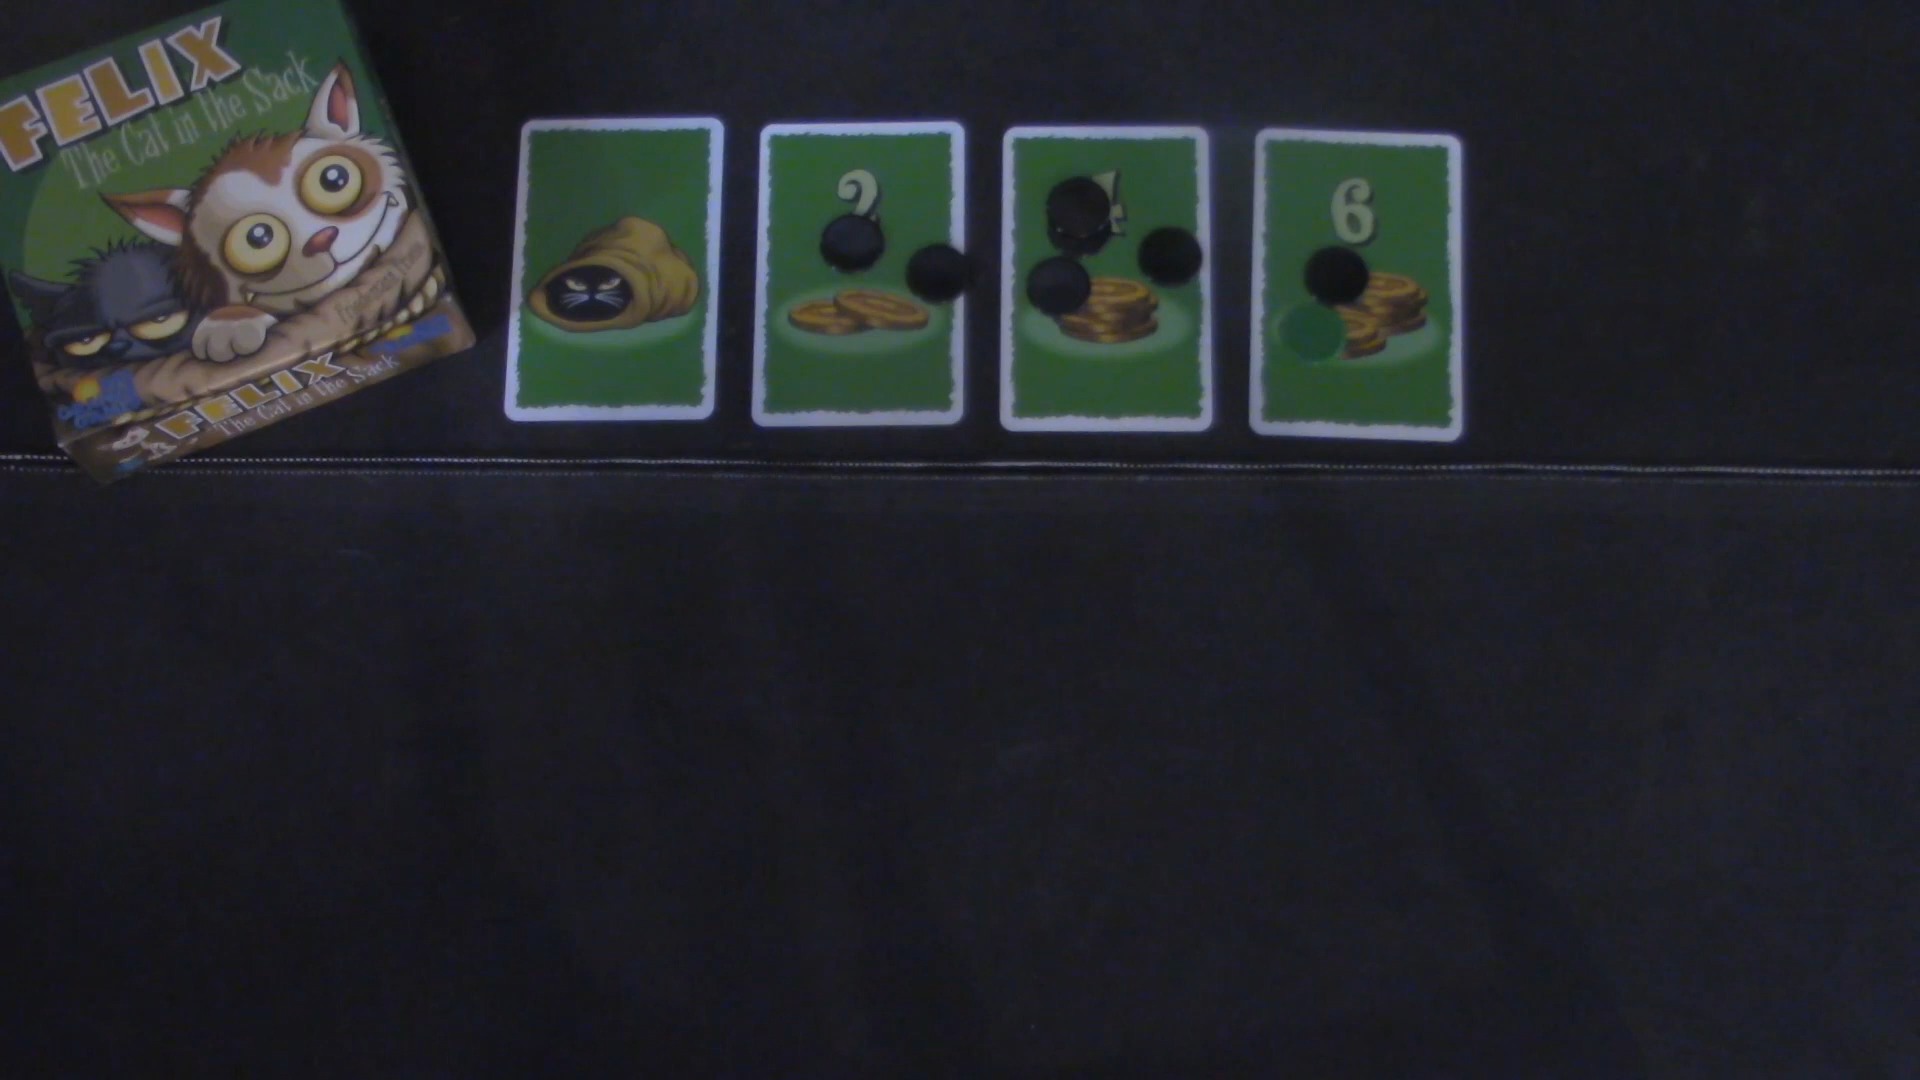 FELIX
The Cat in the Sack
FELIX
The Cat in the Sack
2
4
6